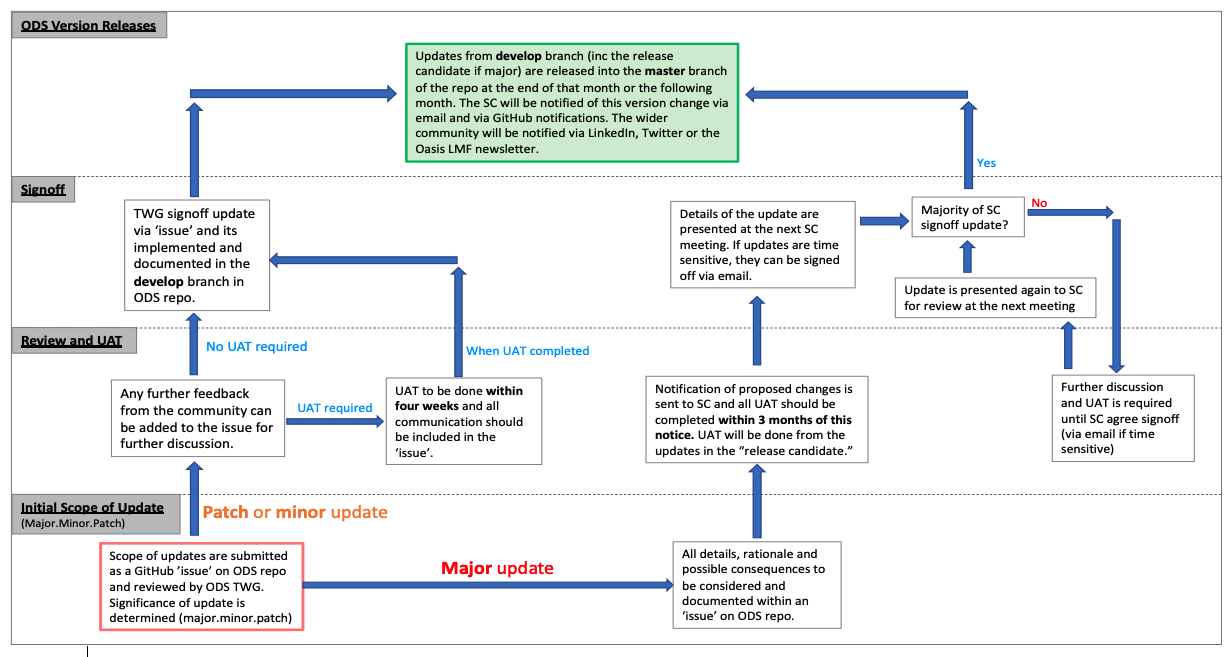 ODS Version Releases
Updates from develop branch (inc the release
candidate if major) are released into the master branch
of the repo at the end of that month or the following
month. The SC will be notified of this version change via
email and via GitHub notifications. The wider
community will be notified via LinkedIn, Twitter or the
Oasis LMF newsletter.
Yes
Signoff
TWG signoff update
via ‘issue’ and its
implemented and
documented in the
develop branch in
ODS repo.
Details of the update are
presented at the next SC
meeting. If updates are time
sensitive, they can be signed
off via email.
Majority of SC
signoff update?
No
Update is presented again to SC
for review at the next meeting
Review and UAT
No UAT required
When UAT completed
Any further feedback
from the community can
be added to the issue for
further discussion.
UAT required
UAT to be done within
four weeks and all
communication should
be included in the
‘issue’.
Notification of proposed changes is
sent to SC and all UAT should be
completed within 3 months of this
notice. UAT will be done from the
updates in the “release candidate.”
Further discussion
and UAT is required
until SC agree signoff
(via email if time
sensitive)
Initial Scope of Update
(Major.Minor.Patch)
Patch or minor update
Scope of updates are submitted
as a GitHub ’issue’ on ODS repo
and reviewed by ODS TWG.
Significance of update is
determined (major.minor.patch)
Major update
All details, rationale and
possible consequences to
be considered and
documented within an
‘issue’ on ODS repo.